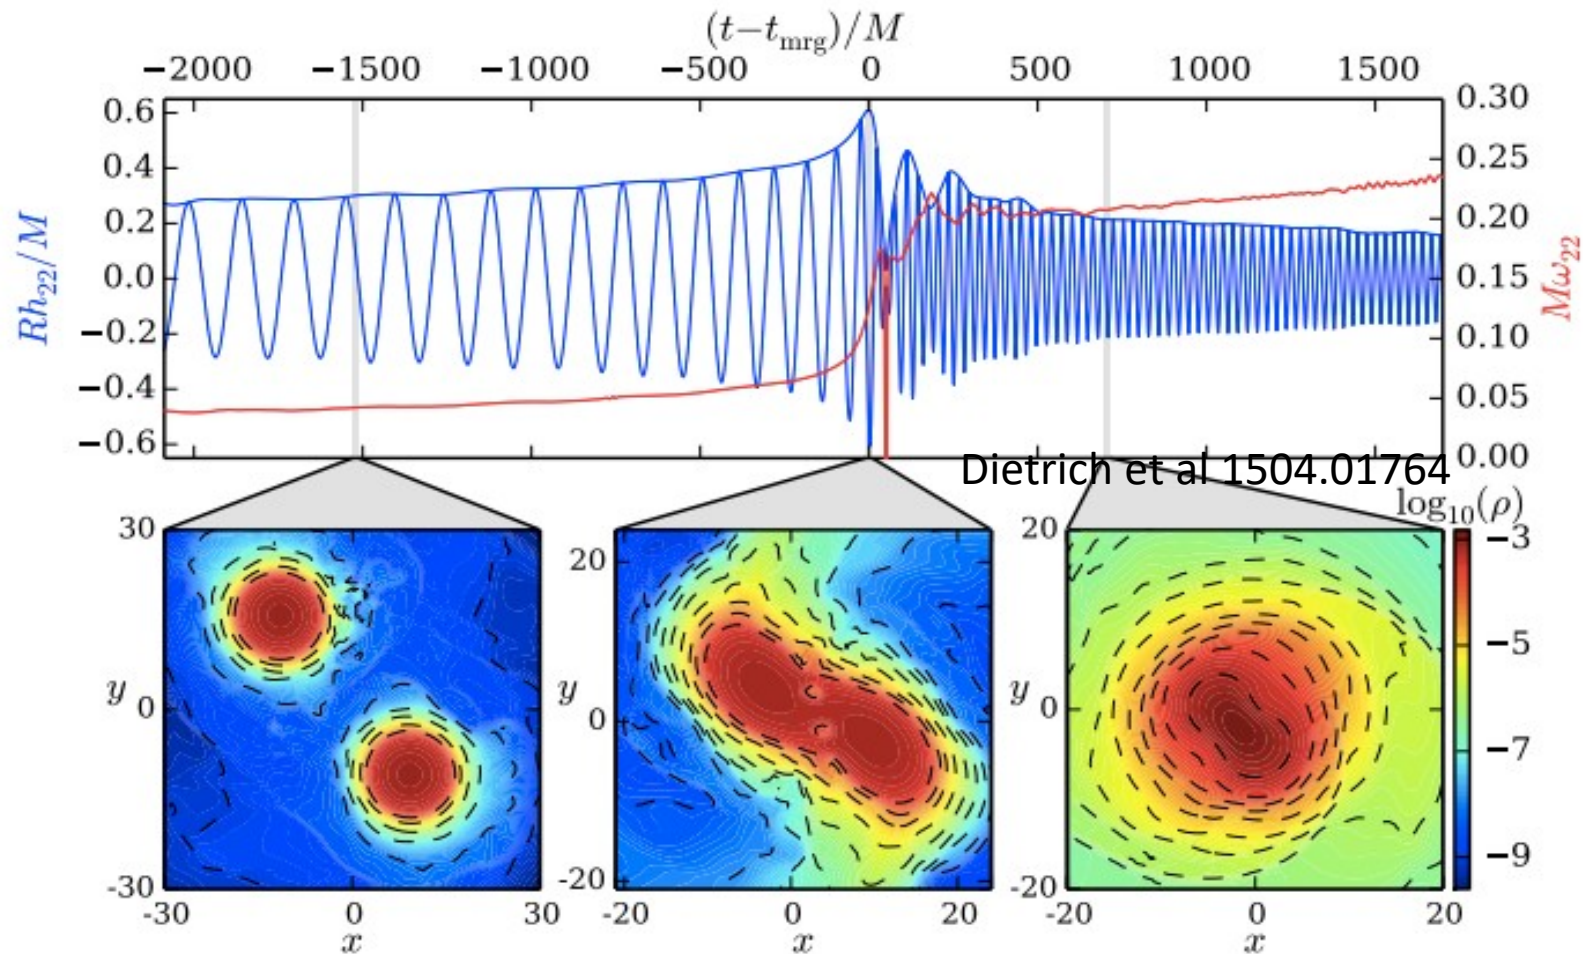 (t−t_mrg)/M
−2000 −1500 −1000 −500 0 500 1000 1500
0.6 0.30
0.4 0.25
0.2 0.20
0.0 0.15
−0.2 0.10
−0.4 0.05
−0.6 0.00
Rh₂₂/M
Mω₂₂
Dietrich et al 1504.01764
log₁₀(ρ)
30
0
-30
y
-30 0 30
x
20
0
-20
y
-20 0 20
x
20
0
-20
y
-20 0 20
x
−3
−5
−7
−9